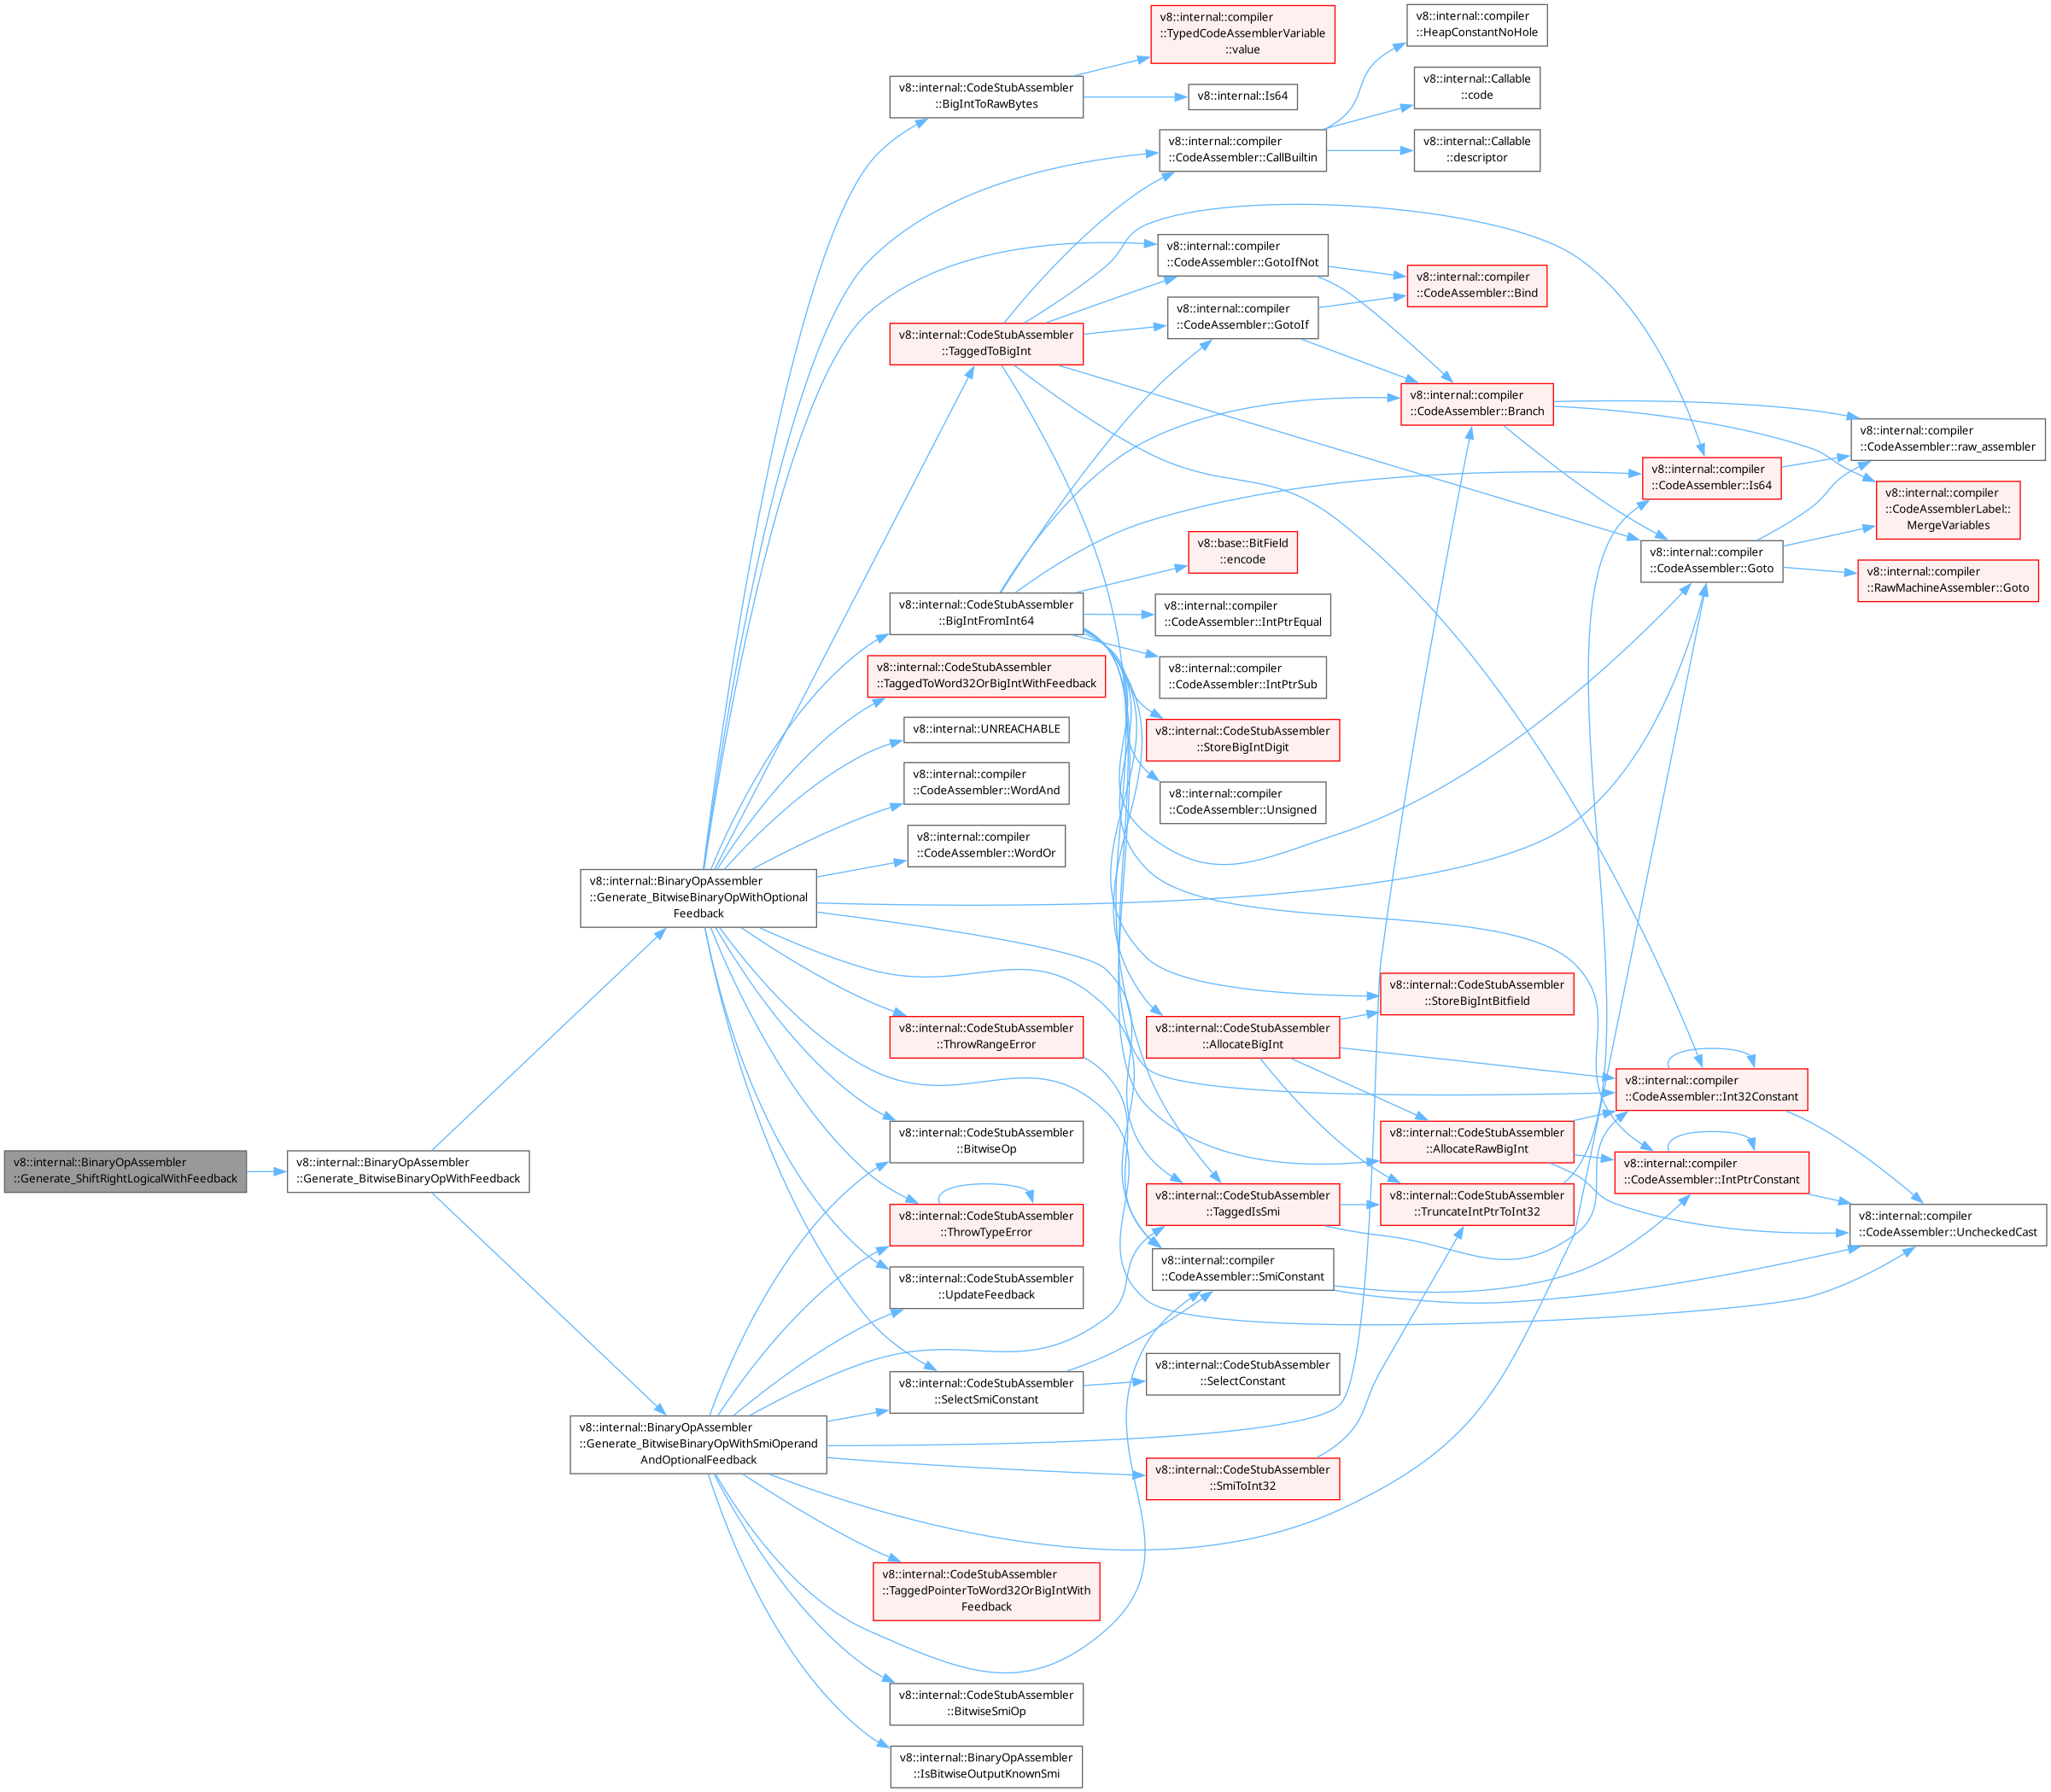 v8::internal::BinaryOpAssembler
::Generate_ShiftRightLogicalWithFeedback
v8::internal::BinaryOpAssembler
::Generate_BitwiseBinaryOpWithFeedback
v8::internal::BinaryOpAssembler
::Generate_BitwiseBinaryOpWithOptional
Feedback
v8::internal::BinaryOpAssembler
::Generate_BitwiseBinaryOpWithSmiOperand
AndOptionalFeedback
v8::internal::CodeStubAssembler
::BigIntToRawBytes
v8::internal::CodeStubAssembler
::TaggedToBigInt
v8::internal::CodeStubAssembler
::BigIntFromInt64
v8::internal::CodeStubAssembler
::TaggedToWord32OrBigIntWithFeedback
v8::internal::UNREACHABLE
v8::internal::compiler
::CodeAssembler::WordAnd
v8::internal::compiler
::CodeAssembler::WordOr
v8::internal::CodeStubAssembler
::ThrowRangeError
v8::internal::CodeStubAssembler
::BitwiseOp
v8::internal::CodeStubAssembler
::ThrowTypeError
v8::internal::CodeStubAssembler
::UpdateFeedback
v8::internal::CodeStubAssembler
::SelectSmiConstant
v8::internal::CodeStubAssembler
::TaggedPointerToWord32OrBigIntWith
Feedback
v8::internal::CodeStubAssembler
::BitwiseSmiOp
v8::internal::BinaryOpAssembler
::IsBitwiseOutputKnownSmi
v8::internal::compiler
::TypedCodeAssemblerVariable
::value
v8::internal::Is64
v8::internal::compiler
::CodeAssembler::CallBuiltin
v8::internal::compiler
::CodeAssembler::GotoIfNot
v8::internal::compiler
::CodeAssembler::GotoIf
v8::base::BitField
::encode
v8::internal::compiler
::CodeAssembler::IntPtrEqual
v8::internal::compiler
::CodeAssembler::IntPtrSub
v8::internal::CodeStubAssembler
::StoreBigIntDigit
v8::internal::compiler
::CodeAssembler::Unsigned
v8::internal::CodeStubAssembler
::AllocateBigInt
v8::internal::CodeStubAssembler
::TaggedIsSmi
v8::internal::compiler
::CodeAssembler::SmiConstant
v8::internal::CodeStubAssembler
::SelectConstant
v8::internal::CodeStubAssembler
::SmiToInt32
v8::internal::compiler
::HeapConstantNoHole
v8::internal::Callable
::code
v8::internal::Callable
::descriptor
v8::internal::compiler
::CodeAssembler::Bind
v8::internal::compiler
::CodeAssembler::Branch
v8::internal::CodeStubAssembler
::StoreBigIntBitfield
v8::internal::CodeStubAssembler
::AllocateRawBigInt
v8::internal::CodeStubAssembler
::TruncateIntPtrToInt32
v8::internal::compiler
::CodeAssembler::Is64
v8::internal::compiler
::CodeAssembler::Goto
v8::internal::compiler
::CodeAssembler::Int32Constant
v8::internal::compiler
::CodeAssembler::IntPtrConstant
v8::internal::compiler
::CodeAssembler::raw_assembler
v8::internal::compiler
::CodeAssemblerLabel::
MergeVariables
v8::internal::compiler
::RawMachineAssembler::Goto
v8::internal::compiler
::CodeAssembler::UncheckedCast